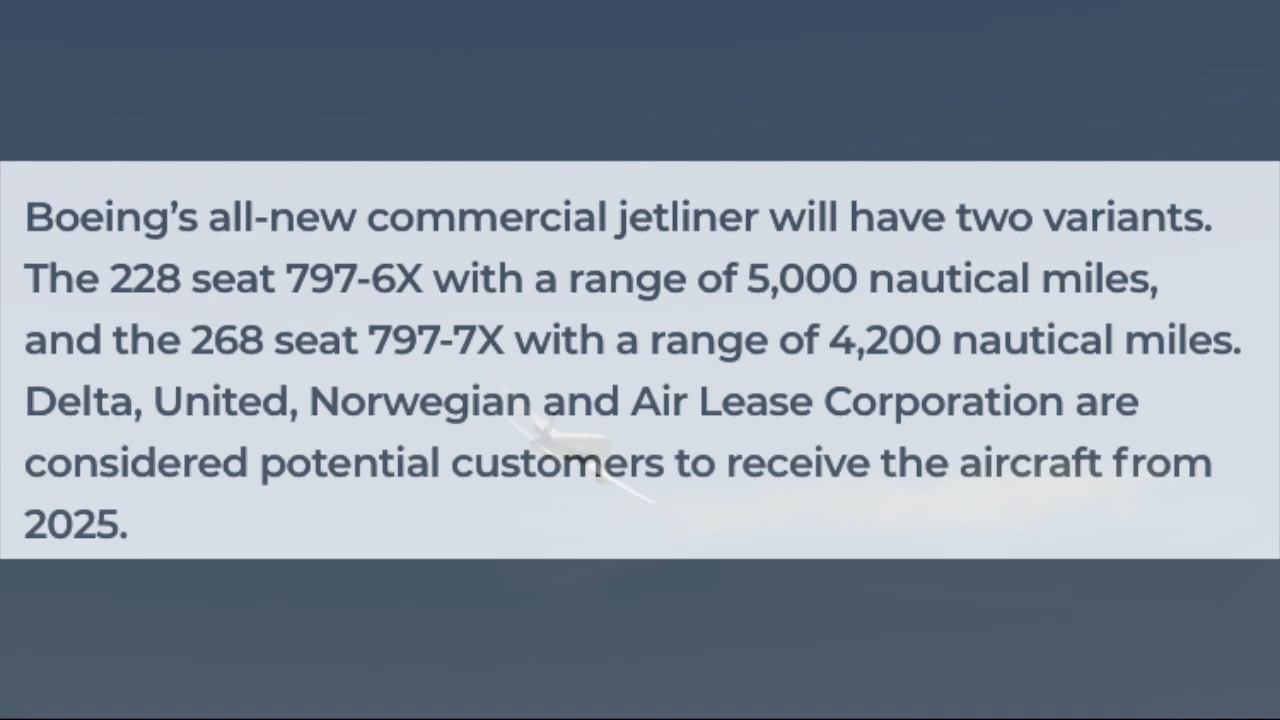 Boeing’s all-new commercial jetliner will have two variants.
The 228 seat 797-6X with a range of 5,000 nautical miles,
and the 268 seat 797-7X with a range of 4,200 nautical miles.
Delta, United, Norwegian and Air Lease Corporation are
considered potential customers to receive the aircraft from
2025.